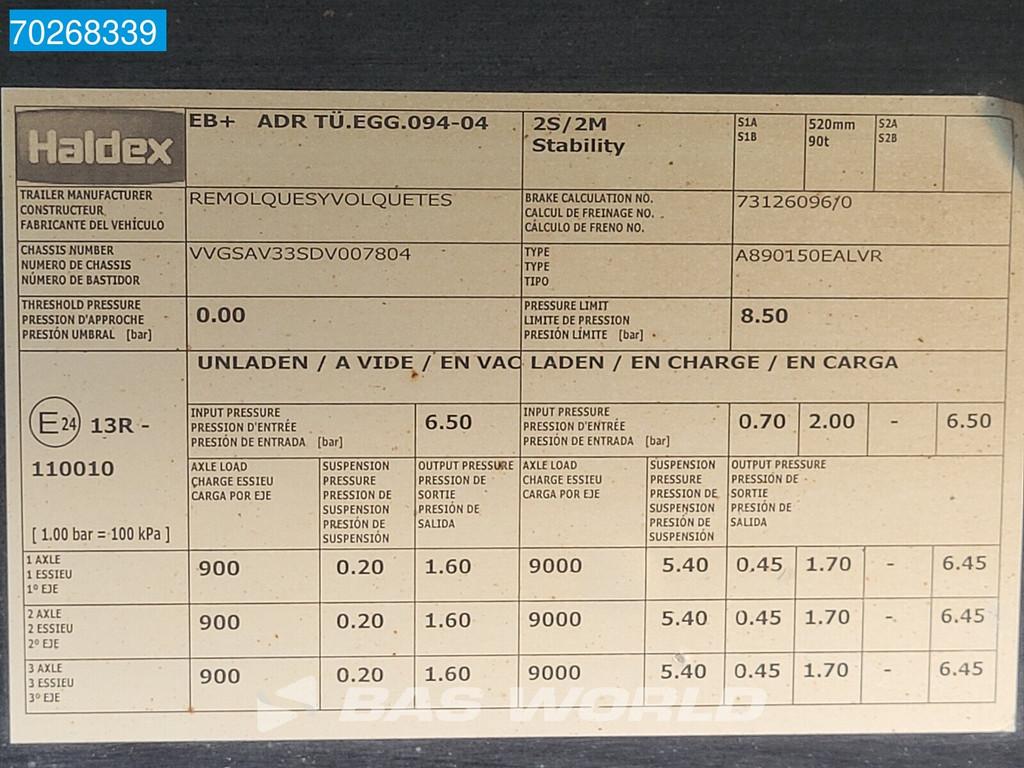 70268339
Haldex
EB+ ADR TÜ.EGG.094-04
2S/2M
Stability
S1A
S1B
520mm
90t
S2A
S2B
TRAILER MANUFACTURER
CONSTRUCTEUR
FABRICANTE DEL VEHÍCULO
REMOLQUESYVOLQUETES
BRAKE CALCULATION NO.
CALCUL DE FREINAGE NO.
CÁLCULO DE FRENO NO.
73126096/0
CHASSIS NUMBER
NUMERO DE CHASSIS
NÚMERO DE BASTIDOR
VVGSAV33SDV007804
TYPE
TYPE
TIPO
A890150EALVR
THRESHOLD PRESSURE
PRESSION D'APPROCHE
PRESIÓN UMBRAL [bar]
0.00
PRESSURE LIMIT
LIMITE DE PRESSION
PRESIÓN LÍMITE [bar]
8.50
UNLADEN / A VIDE / EN VAC
LADEN / EN CHARGE / EN CARGA
E24 13R -
110010
[ 1.00 bar = 100 kPa ]
INPUT PRESSURE
PRESSION D'ENTRÉE
PRESIÓN DE ENTRADA [bar]
6.50
INPUT PRESSURE
PRESSION D'ENTRÉE
PRESIÓN DE ENTRADA [bar]
0.70 2.00 - 6.50
AXLE LOAD
CHARGE ESSIEU
CARGA POR EJE
SUSPENSION
PRESSURE
PRESSION DE
SUSPENSION
PRESIÓN DE
SUSPENSIÓN
OUTPUT PRESSURE
PRESSION DE
SORTIE
PRESIÓN DE
SALIDA
AXLE LOAD
CHARGE ESSIEU
CARGA POR EJE
SUSPENSION
PRESSURE
PRESSION DE
SUSPENSION
PRESIÓN DE
SUSPENSIÓN
OUTPUT PRESSURE
PRESSION DE
SORTIE
PRESIÓN DE
SALIDA
1 AXLE
1 ESSIEU
1º EJE
900 0.20 1.60 9000 5.40 0.45 1.70 - 6.45
2 AXLE
2 ESSIEU
2º EJE
900 0.20 1.60 9000 5.40 0.45 1.70 - 6.45
3 AXLE
3 ESSIEU
3º EJE
900 0.20 1.60 9000 5.40 0.45 1.70 - 6.45
BAS WORLD